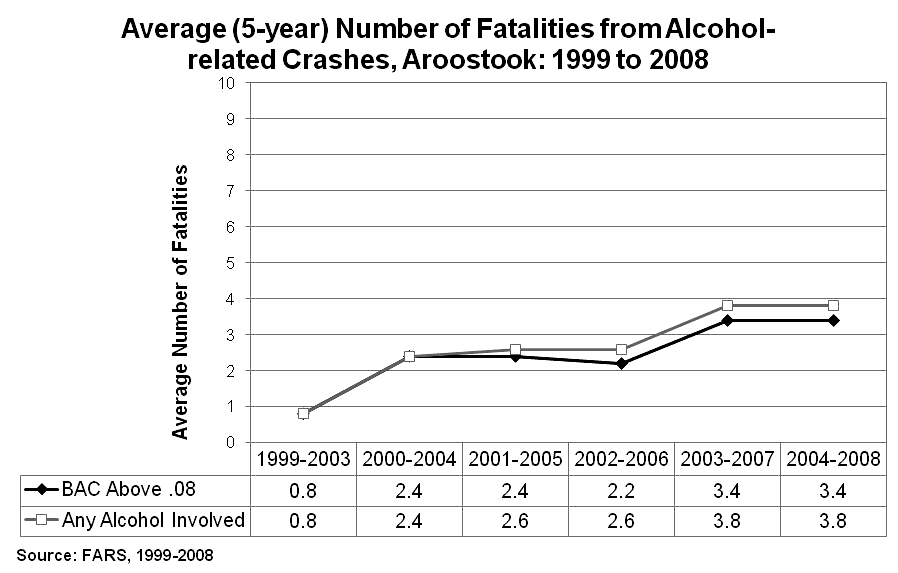 Average (5-year) Number of Fatalities from Alcohol-
related Crashes, Aroostook: 1999 to 2008
10
9
8
7
6
5
4
3
2
1
0
Average Number of Fatalities
1999-2003 2000-2004 2001-2005 2002-2006 2003-2007 2004-2008
BAC Above .08 0.8 2.4 2.4 2.2 3.4 3.4
Any Alcohol Involved 0.8 2.4 2.6 2.6 3.8 3.8
Source: FARS, 1999-2008